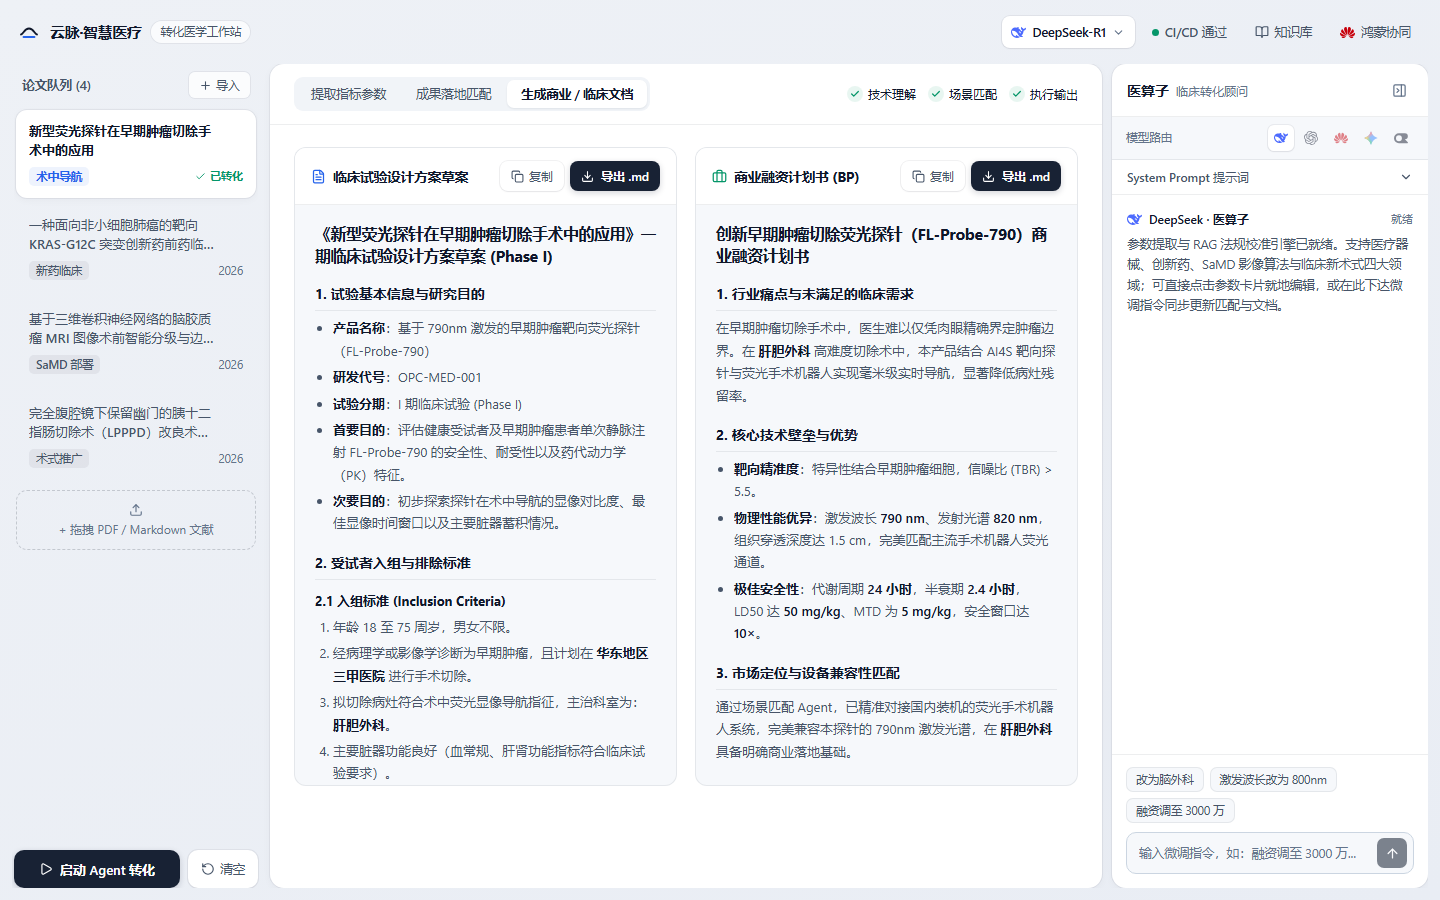 云脉·智慧医疗
转化医学工作站
DeepSeek-R1
CI/CD 通过
知识库
鸿蒙协同
论文队列 (4)
导入
新型荧光探针在早期肿瘤切除手
术中的应用
术中导航
已转化
一种面向非小细胞肺癌的靶向
KRAS-G12C 突变创新药前药临...
新药临床
2026
基于三维卷积神经网络的脑胶质
瘤 MRI 图像术前智能分级与边...
SaMD 部署
2026
完全腹腔镜下保留幽门的胰十二
指肠切除术（LPPPD）改良术...
术式推广
2026
+ 拖拽 PDF / Markdown 文献
启动 Agent 转化
清空
提取指标参数
成果落地匹配
生成商业 / 临床文档
技术理解
场景匹配
执行输出
临床试验设计方案草案
复制
导出 .md
《新型荧光探针在早期肿瘤切除手术中的应用》一
期临床试验设计方案草案 (Phase I)
1. 试验基本信息与研究目的
产品名称：基于 790nm 激发的早期肿瘤靶向荧光探针
（FL-Probe-790）
研发代号：OPC-MED-001
试验分期：I 期临床试验 (Phase I)
首要目的：评估健康受试者及早期肿瘤患者单次静脉注
射 FL-Probe-790 的安全性、耐受性以及药代动力学
（PK）特征。
次要目的：初步探索探针在术中导航的显像对比度、最
佳显像时间窗口以及主要脏器蓄积情况。
2. 受试者入组与排除标准
2.1 入组标准 (Inclusion Criteria)
1. 年龄 18 至 75 周岁，男女不限。
2. 经病理学或影像学诊断为早期肿瘤，且计划在 华东地区
三甲医院 进行手术切除。
3. 拟切除病灶符合术中荧光显像导航指征，主治科室为：
肝胆外科。
4. 主要脏器功能良好（血常规、肝肾功能指标符合临床试
验要求）。
商业融资计划书 (BP)
复制
导出 .md
创新早期肿瘤切除荧光探针（FL-Probe-790）商
业融资计划书
1. 行业痛点与未满足的临床需求
在早期肿瘤切除手术中，医生难以仅凭肉眼精确界定肿瘤边
界。在 肝胆外科 高难度切除术中，本产品结合 AI4S 靶向探
针与荧光手术机器人实现毫米级实时导航，显著降低病灶残
留率。
2. 核心技术壁垒与优势
靶向精准度：特异性结合早期肿瘤细胞，信噪比 (TBR) >
5.5。
物理性能优异：激发波长 790 nm、发射光谱 820 nm，
组织穿透深度达 1.5 cm，完美匹配主流手术机器人荧光
通道。
极佳安全性：代谢周期 24 小时，半衰期 2.4 小时，
LD50 达 50 mg/kg、MTD 为 5 mg/kg，安全窗口达
10×。
3. 市场定位与设备兼容性匹配
通过场景匹配 Agent，已精准对接国内装机的荧光手术机器
人系统，完美兼容本探针的 790nm 激发光谱，在 肝胆外科
具备明确商业落地基础。
医算子
临床转化顾问
模型路由
System Prompt 提示词
DeepSeek · 医算子
就绪
参数提取与 RAG 法规校准引擎已就绪。支持医疗器
械、创新药、SaMD 影像算法与临床新术式四大领
域；可直接点击参数卡片就地编辑，或在此下达微
调指令同步更新匹配与文档。
改为脑外科
激发波长改为 800nm
融资调至 3000 万
输入微调指令，如：融资调至 3000 万...